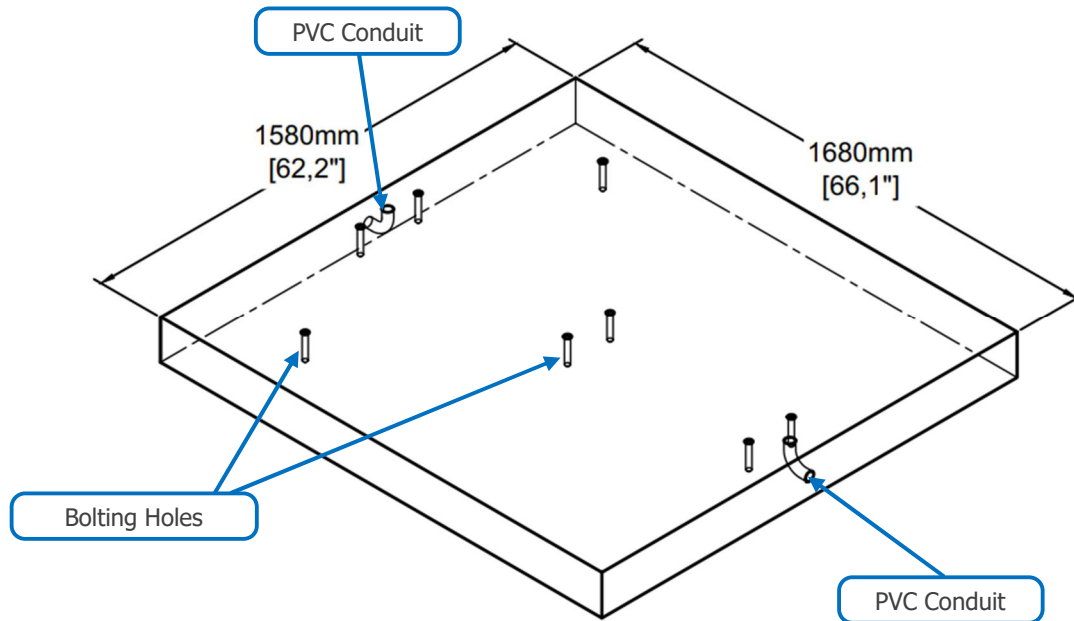 PVC Conduit
1580mm
[62,2"]
1680mm
[66,1"]
Bolting Holes
PVC Conduit